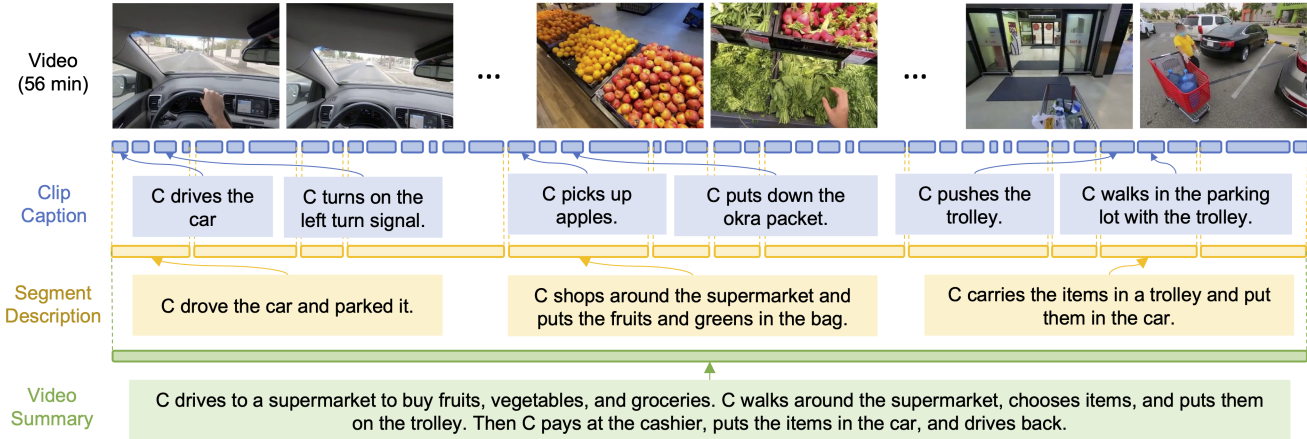 Video
(56 min)
...
...
Clip
Caption
C drives the
car
C turns on the
left turn signal.
C picks up
apples.
C puts down the
okra packet.
C pushes the
trolley.
C walks in the parking
lot with the trolley.
Segment
Description
C drove the car and parked it.
C shops around the supermarket and
puts the fruits and greens in the bag.
C carries the items in a trolley and put
them in the car.
Video
Summary
C drives to a supermarket to buy fruits, vegetables, and groceries. C walks around the supermarket, chooses items, and puts them
on the trolley. Then C pays at the cashier, puts the items in the car, and drives back.